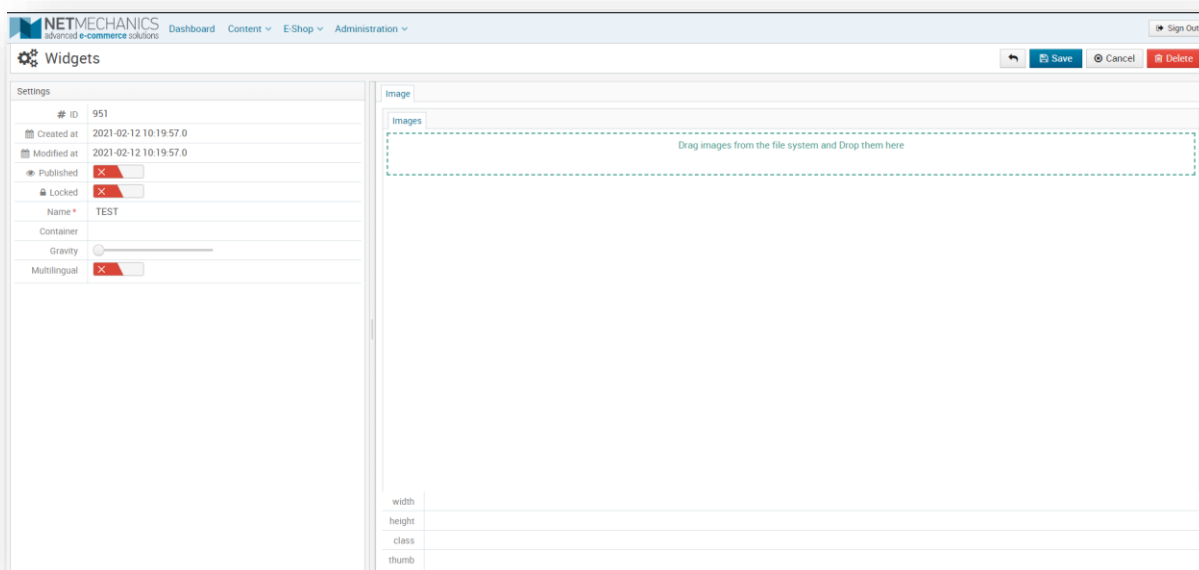 NETMECHANICS
advanced e-commerce solutions
Dashboard Content E-Shop Administration
Sign Out
Widgets
Save Cancel Delete
Settings
# ID 951
Created at 2021-02-12 10:19:57.0
Modified at 2021-02-12 10:19:57.0
Published
Locked
Name * TEST
Container
Gravity
Multilingual
Image
Images
Drag images from the file system and Drop them here
width
height
class
thumb